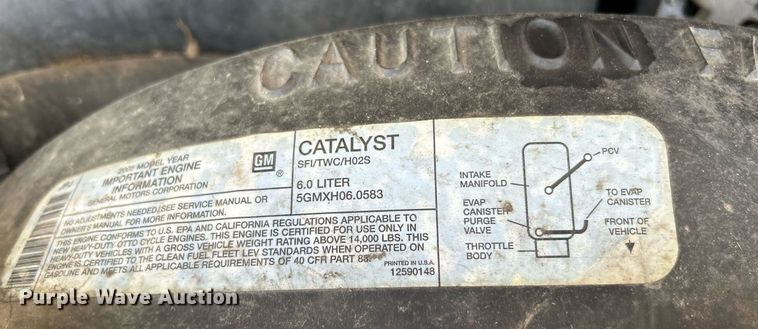 CAUTION FA
2005 MODEL YEAR
IMPORTANT ENGINE
INFORMATION
GENERAL MOTORS CORPORATION
GM ®
CATALYST
SFI/TWC/H02S
6.0 LITER
5GMXH06.0583
NO ADJUSTMENTS NEEDED, SEE SERVICE MANUAL OR
OWNER'S MANUAL FOR MORE INFORMATION.
THIS ENGINE CONFORMS TO U.S. EPA AND CALIFORNIA REGULATIONS APPLICABLE TO
NEW HEAVY-DUTY OTTO CYCLE ENGINES. THIS ENGINE IS CERTIFIED FOR USE ONLY IN
HEAVY-DUTY VEHICLES WITH A GROSS VEHICLE WEIGHT RATING ABOVE 14,000 LBS. THIS
ENGINE IS CERTIFIED TO THE CLEAN FUEL FLEET LEV STANDARDS WHEN OPERATED ON
GASOLINE AND MEETS ALL APPLICABLE REQUIREMENTS OF 40 CFR PART 88.
PRINTED IN U.S.A.
12590148
PCV
INTAKE
MANIFOLD
EVAP
CANISTER
PURGE
VALVE
THROTTLE
BODY
TO EVAP
CANISTER
FRONT OF
VEHICLE
Purple Wave Auction